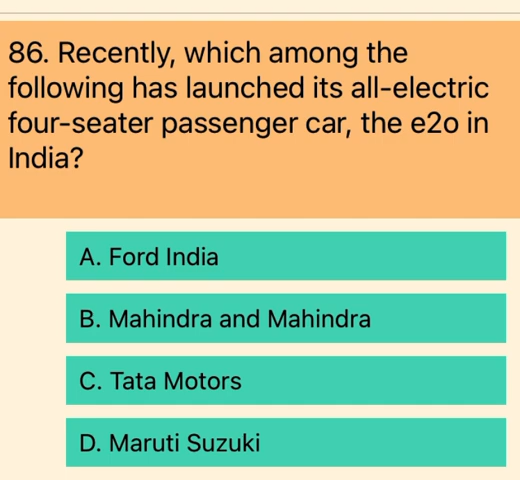 86. Recently, which among the
following has launched its all-electric
four-seater passenger car, the e2o in
India?
A. Ford India
B. Mahindra and Mahindra
C. Tata Motors
D. Maruti Suzuki